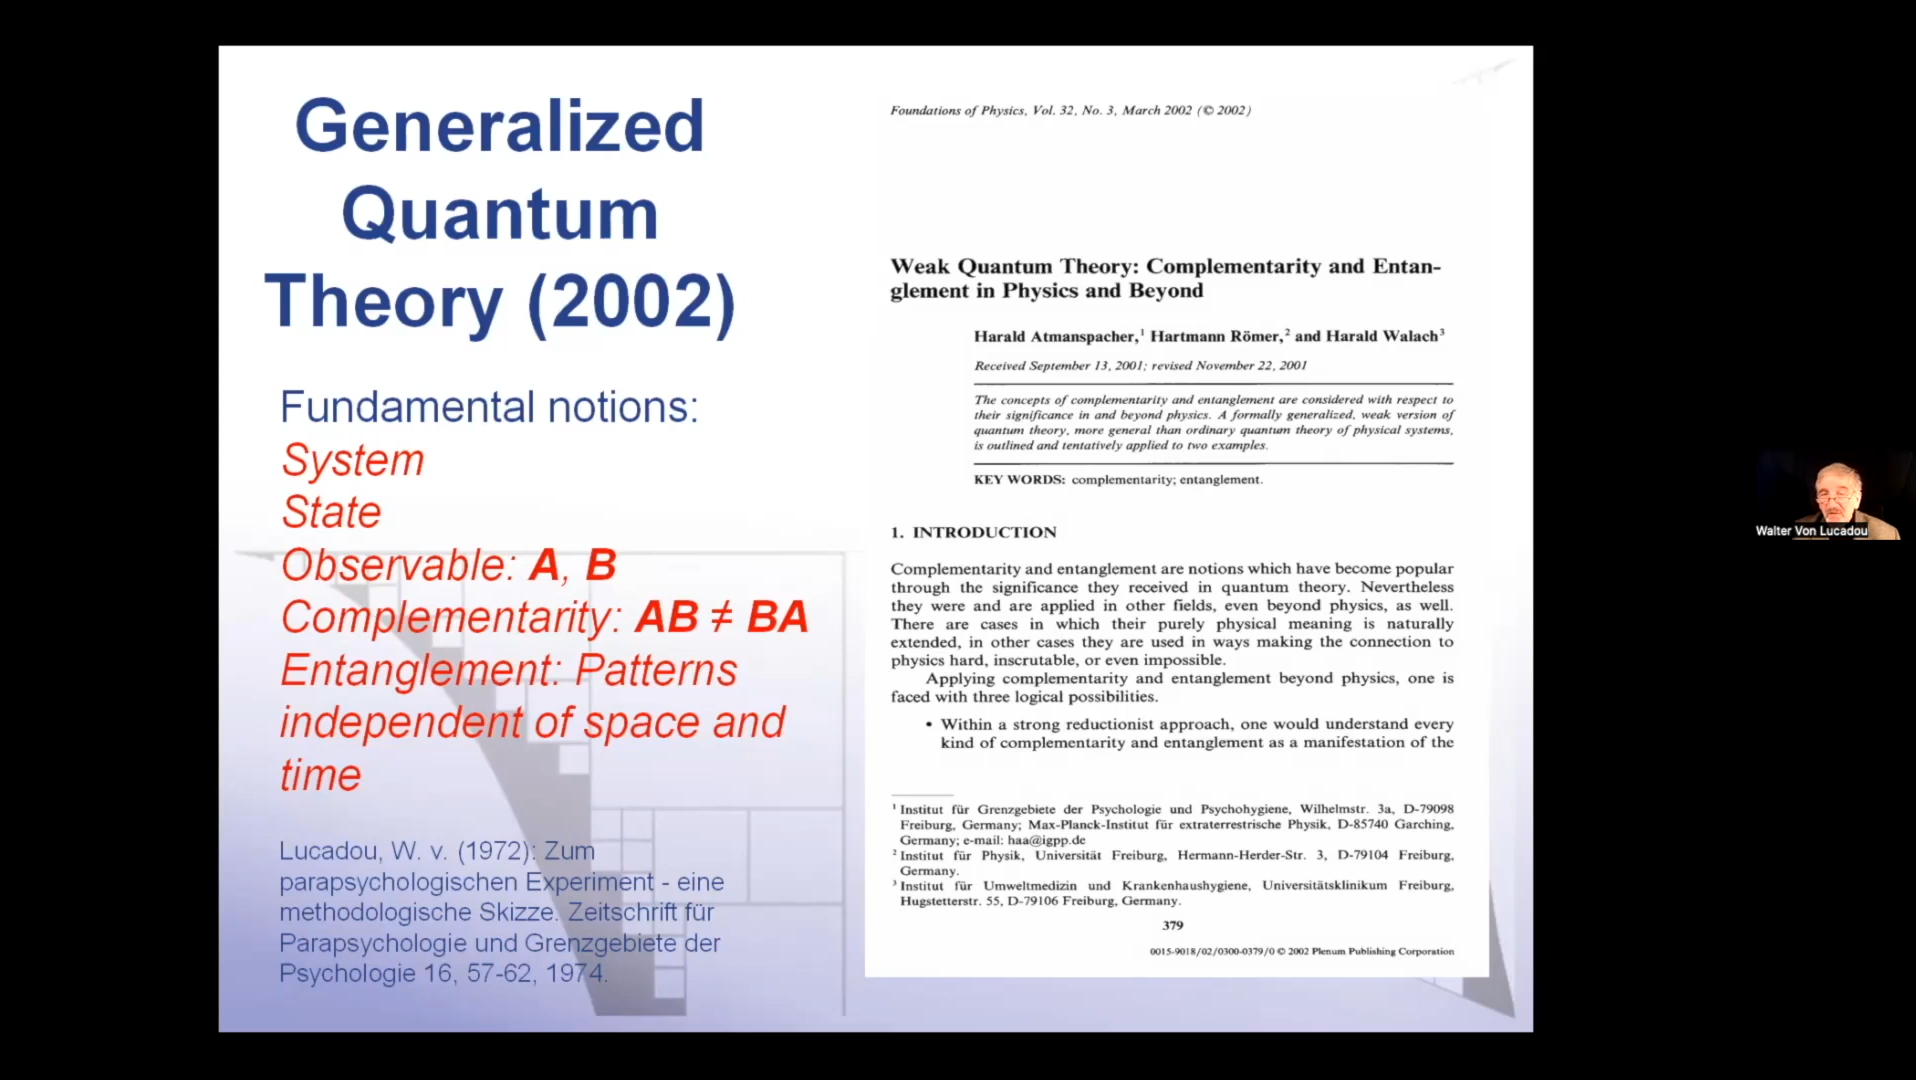 Generalized
Quantum
Theory (2002)
Fundamental notions:
System
State
Observable: A, B
Complementarity: AB ≠ BA
Entanglement: Patterns
independent of space and
time
Lucadou, W. v. (1972): Zum
parapsychologischen Experiment - eine
methodologische Skizze. Zeitschrift für
Parapsychologie und Grenzgebiete der
Psychologie 16, 57-62, 1974.
Foundations of Physics, Vol. 32, No. 3, March 2002 (© 2002)
Weak Quantum Theory: Complementarity and Entan-
glement in Physics and Beyond
Harald Atmanspacher,¹ Hartmann Römer,² and Harald Walach³
Received September 13, 2001; revised November 22, 2001
The concepts of complementarity and entanglement are considered with respect to
their significance in and beyond physics. A formally generalized, weak version of
quantum theory, more general than ordinary quantum theory of physical systems,
is outlined and tentatively applied to two examples.
KEY WORDS: complementarity; entanglement.
1. INTRODUCTION
Complementarity and entanglement are notions which have become popular
through the significance they received in quantum theory. Nevertheless
they were and are applied in other fields, even beyond physics, as well.
There are cases in which their purely physical meaning is naturally
extended, in other cases they are used in ways making the connection to
physics hard, inscrutable, or even impossible.
Applying complementarity and entanglement beyond physics, one is
faced with three logical possibilities.
• Within a strong reductionist approach, one would understand every
kind of complementarity and entanglement as a manifestation of the
¹ Institut für Grenzgebiete der Psychologie und Psychohygiene, Wilhelmstr. 3a, D-79098
Freiburg, Germany; Max-Planck-Institut für extraterrestrische Physik, D-85740 Garching,
Germany; e-mail: haa@igpp.de
² Institut für Physik, Universität Freiburg, Hermann-Herder-Str. 3, D-79104 Freiburg,
Germany.
³ Institut für Umweltmedizin und Krankenhaushygiene, Universitätsklinikum Freiburg,
Hugstetterstr. 55, D-79106 Freiburg, Germany.
379
0015-9018/02/0300-0379/0 © 2002 Plenum Publishing Corporation
Walter Von Lucadou